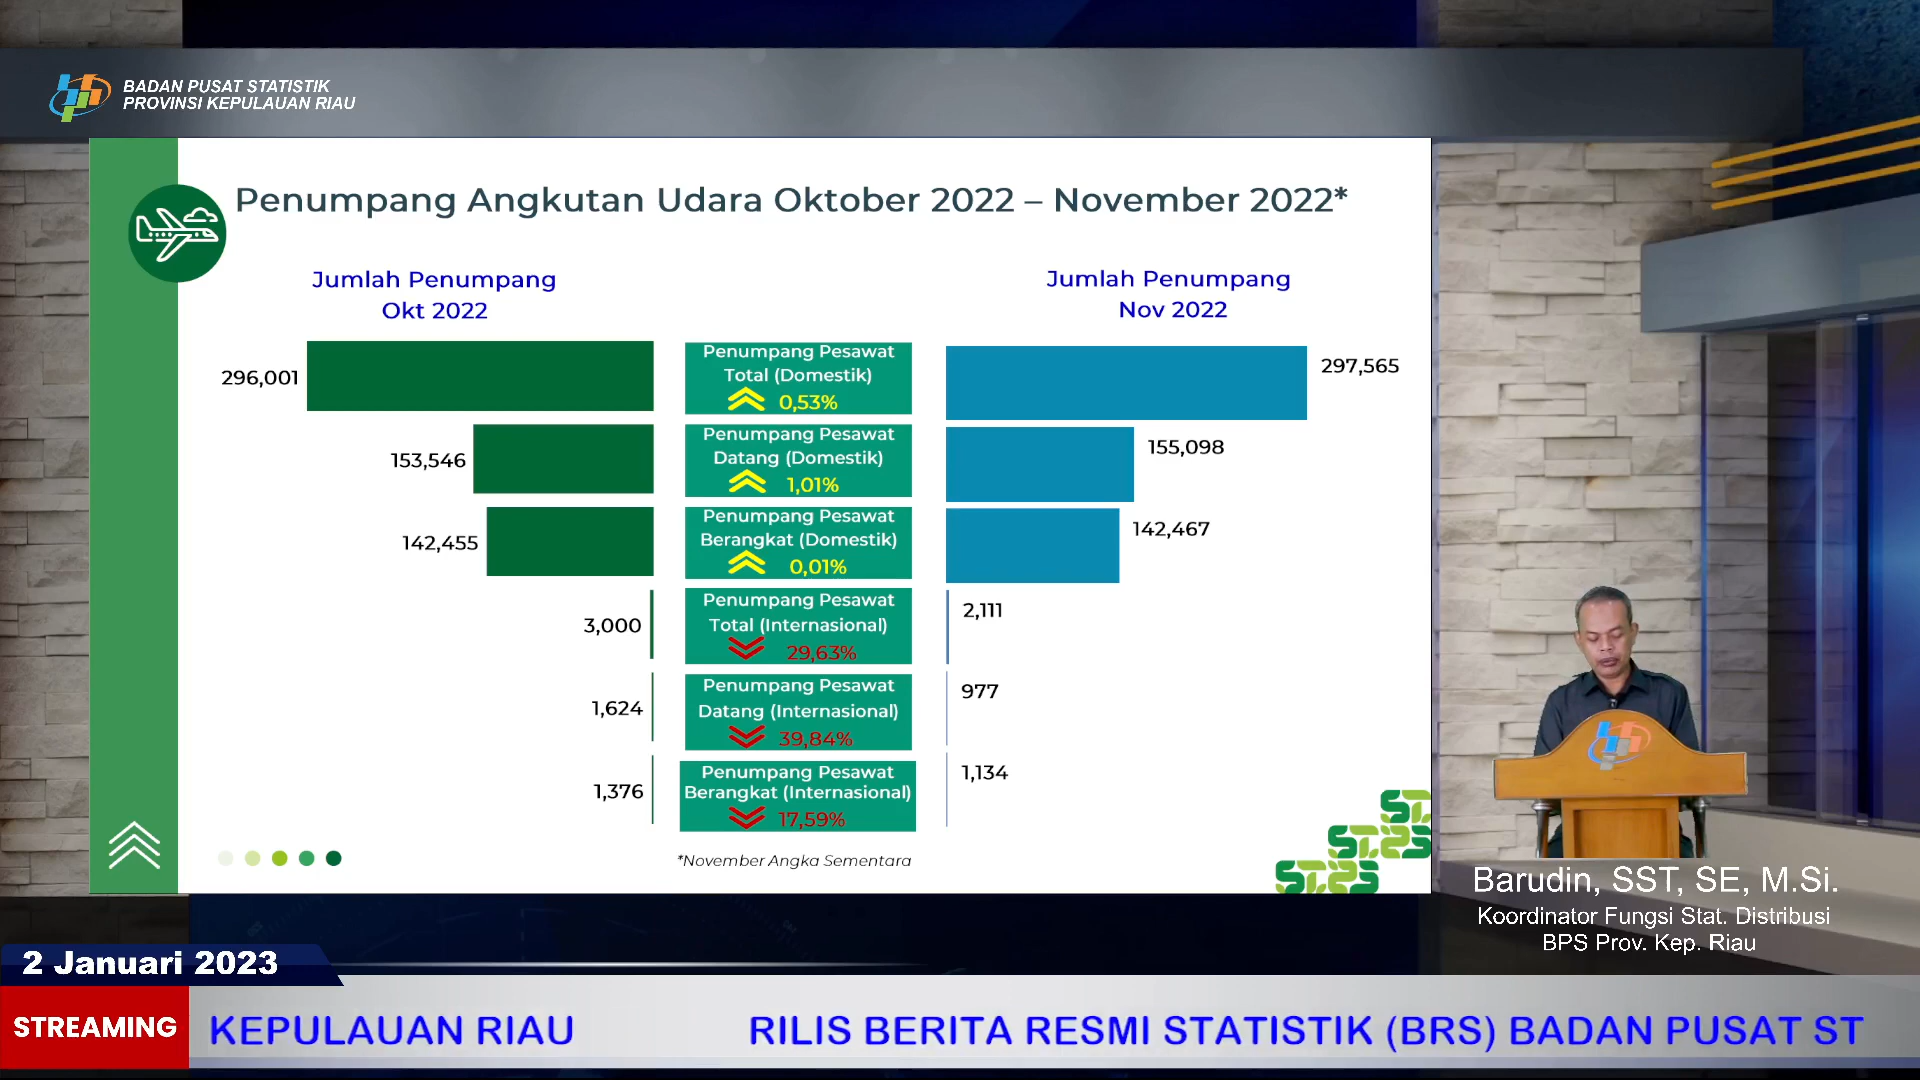 BADAN PUSAT STATISTIK
PROVINSI KEPULAUAN RIAU
Penumpang Angkutan Udara Oktober 2022 – November 2022*
Jumlah Penumpang
Okt 2022
Jumlah Penumpang
Nov 2022
296,001
Penumpang Pesawat
Total (Domestik)
0,53%
297,565
153,546
Penumpang Pesawat
Datang (Domestik)
1,01%
155,098
142,455
Penumpang Pesawat
Berangkat (Domestik)
0,01%
142,467
3,000
Penumpang Pesawat
Total (Internasional)
29,63%
2,111
1,624
Penumpang Pesawat
Datang (Internasional)
39,84%
977
1,376
Penumpang Pesawat
Berangkat (Internasional)
17,59%
1,134
*November Angka Sementara
ST
ST23
ST23
Barudin, SST, SE, M.Si.
Koordinator Fungsi Stat. Distribusi
BPS Prov. Kep. Riau
2 Januari 2023
STREAMING
KEPULAUAN RIAU RILIS BERITA RESMI STATISTIK (BRS) BADAN PUSAT ST